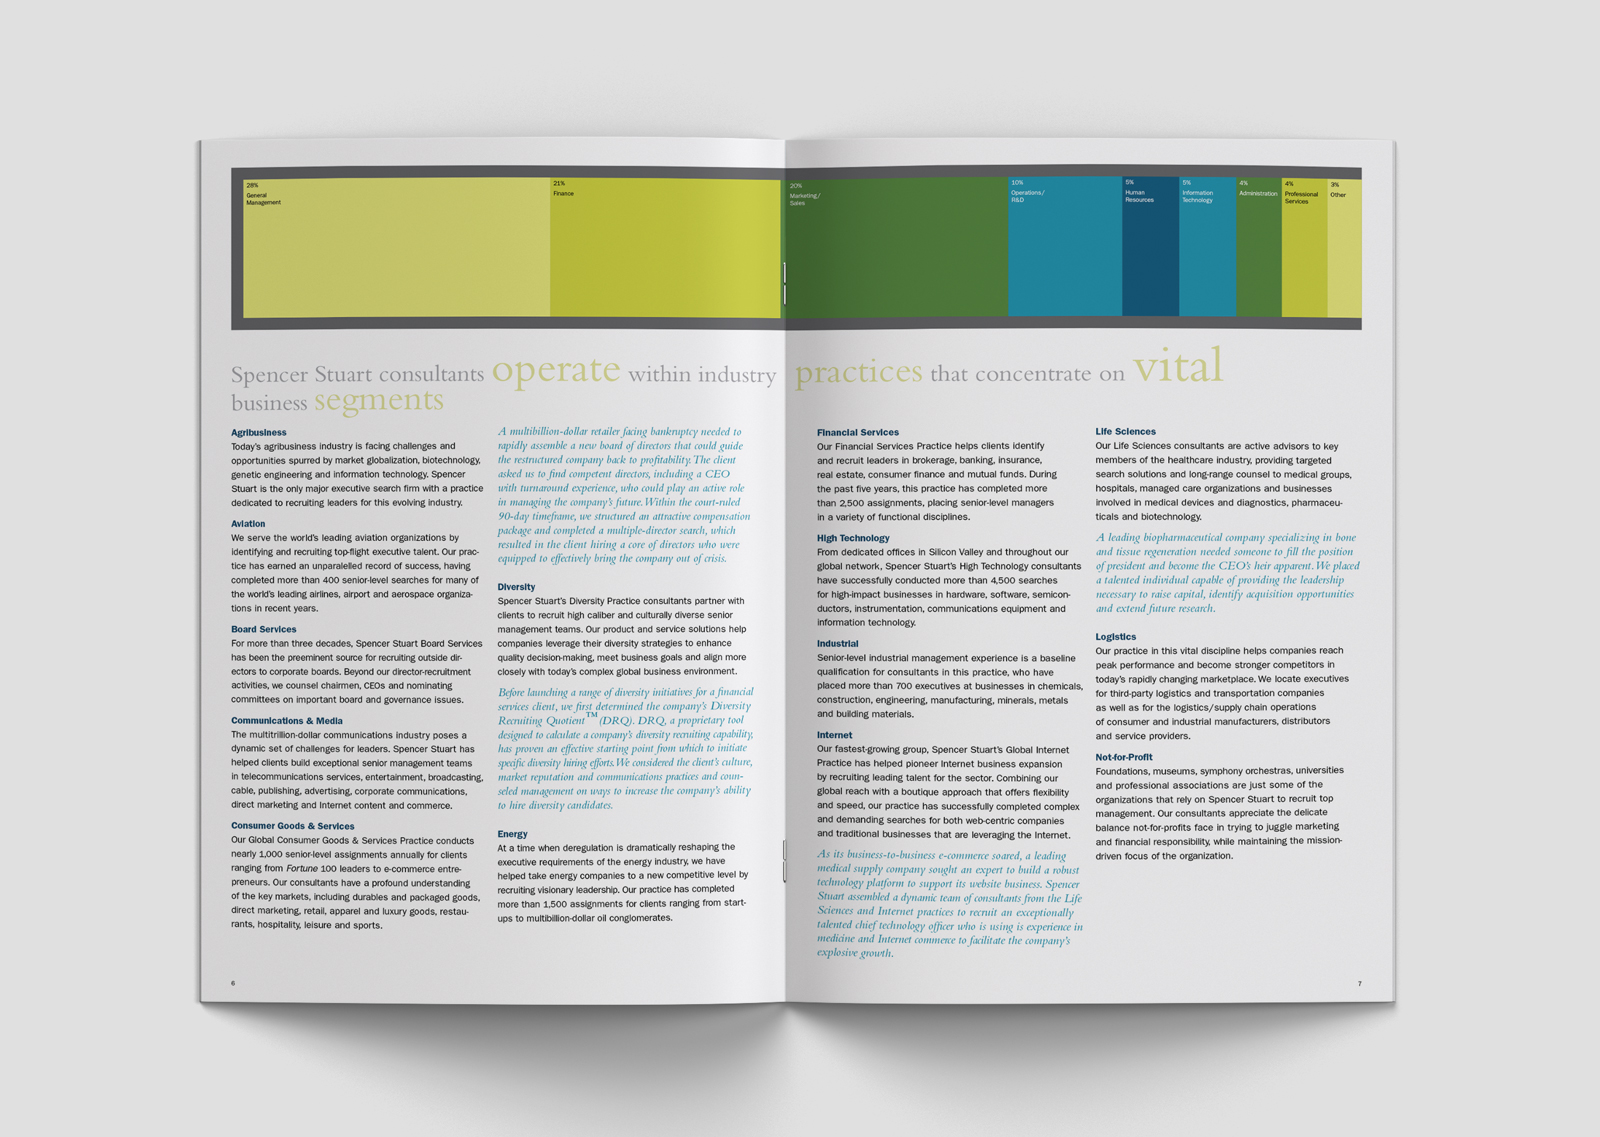 28%
General
Management
21%
Finance
20%
Marketing/
Sales
10%
Operations/
R&D
5%
Human
Resources
5%
Information
Technology
4%
Administration
4%
Professional
Services
3%
Other
Spencer Stuart consultants operate within industry practices that concentrate on vital
business segments
Agribusiness
Today's agribusiness industry is facing challenges and
opportunities spurred by market globalization, biotechnology,
genetic engineering and information technology. Spencer
Stuart is the only major executive search firm with a practice
dedicated to recruiting leaders for this evolving industry.
Aviation
We serve the world's leading aviation organizations by
identifying and recruiting top-flight executive talent. Our prac-
tice has earned an unparalelled record of success, having
completed more than 400 senior-level searches for many of
the world's leading airlines, airport and aerospace organiza-
tions in recent years.
Board Services
For more than three decades, Spencer Stuart Board Services
has been the preeminent source for recruiting outside dir-
ectors to corporate boards. Beyond our director-recruitment
activities, we counsel chairmen, CEOs and nominating
committees on important board and governance issues.
Communications & Media
The multitrillion-dollar communications industry poses a
dynamic set of challenges for leaders. Spencer Stuart has
helped clients build exceptional senior management teams
in telecommunications services, entertainment, broadcasting,
cable, publishing, advertising, corporate communications,
direct marketing and Internet content and commerce.
Consumer Goods & Services
Our Global Consumer Goods & Services Practice conducts
nearly 1,000 senior-level assignments annually for clients
ranging from Fortune 100 leaders to e-commerce entre-
preneurs. Our consultants have a profound understanding
of the key markets, including durables and packaged goods,
direct marketing, retail, apparel and luxury goods, restau-
rants, hospitality, leisure and sports.
A multibillion-dollar retailer facing bankruptcy needed to
rapidly assemble a new board of directors that could guide
the restructured company back to profitability. The client
asked us to find competent directors, including a CEO
with turnaround experience, who could play an active role
in managing the company's future. Within the court-ruled
90-day timeframe, we structured an attractive compensation
package and completed a multiple-director search, which
resulted in the client hiring a core of directors who were
equipped to effectively bring the company out of crisis.
Diversity
Spencer Stuart's Diversity Practice consultants partner with
clients to recruit high caliber and culturally diverse senior
management teams. Our product and service solutions help
companies leverage their diversity strategies to enhance
quality decision-making, meet business goals and align more
closely with today's complex global business environment.
Before launching a range of diversity initiatives for a financial
services client, we first determined the company's Diversity
Recruiting Quotient™ (DRQ). DRQ, a proprietary tool
designed to calculate a company's diversity recruiting capability,
has proven an effective starting point from which to initiate
specific diversity hiring efforts. We considered the client's culture,
market reputation and communications practices and coun-
seled management on ways to increase the company's ability
to hire diversity candidates.
Energy
At a time when deregulation is dramatically reshaping the
executive requirements of the energy industry, we have
helped take energy companies to a new competitive level by
recruiting visionary leadership. Our practice has completed
more than 1,500 assignments for clients ranging from start-
ups to multibillion-dollar oil conglomerates.
6
Financial Services
Our Financial Services Practice helps clients identify
and recruit leaders in brokerage, banking, insurance,
real estate, consumer finance and mutual funds. During
the past five years, this practice has completed more
than 2,500 assignments, placing senior-level managers
in a variety of functional disciplines.
High Technology
From dedicated offices in Silicon Valley and throughout our
global network, Spencer Stuart's High Technology consultants
have successfully conducted more than 4,500 searches
for high-impact businesses in hardware, software, semicon-
ductors, instrumentation, communications equipment and
information technology.
Industrial
Senior-level industrial management experience is a baseline
qualification for consultants in this practice, who have
placed more than 700 executives at businesses in chemicals,
construction, engineering, manufacturing, minerals, metals
and building materials.
Internet
Our fastest-growing group, Spencer Stuart's Global Internet
Practice has helped pioneer Internet business expansion
by recruiting leading talent for the sector. Combining our
global reach with a boutique approach that offers flexibility
and speed, our practice has successfully completed complex
and demanding searches for both web-centric companies
and traditional businesses that are leveraging the Internet.
As its business-to-business e-commerce soared, a leading
medical supply company sought an expert to build a robust
technology platform to support its website business. Spencer
Stuart assembled a dynamic team of consultants from the Life
Sciences and Internet practices to recruit an exceptionally
talented chief technology officer who is using is experience in
medicine and Internet commerce to facilitate the company's
explosive growth.
Life Sciences
Our Life Sciences consultants are active advisors to key
members of the healthcare industry, providing targeted
search solutions and long-range counsel to medical groups,
hospitals, managed care organizations and businesses
involved in medical devices and diagnostics, pharmaceu-
ticals and biotechnology.
A leading biopharmaceutical company specializing in bone
and tissue regeneration needed someone to fill the position
of president and become the CEO's heir apparent. We placed
a talented individual capable of providing the leadership
necessary to raise capital, identify acquisition opportunities
and extend future research.
Logistics
Our practice in this vital discipline helps companies reach
peak performance and become stronger competitors in
today's rapidly changing marketplace. We locate executives
for third-party logistics and transportation companies
as well as for the logistics/supply chain operations
of consumer and industrial manufacturers, distributors
and service providers.
Not-for-Profit
Foundations, museums, symphony orchestras, universities
and professional associations are just some of the
organizations that rely on Spencer Stuart to recruit top
management. Our consultants appreciate the delicate
balance not-for-profits face in trying to juggle marketing
and financial responsibility, while maintaining the mission-
driven focus of the organization.
7